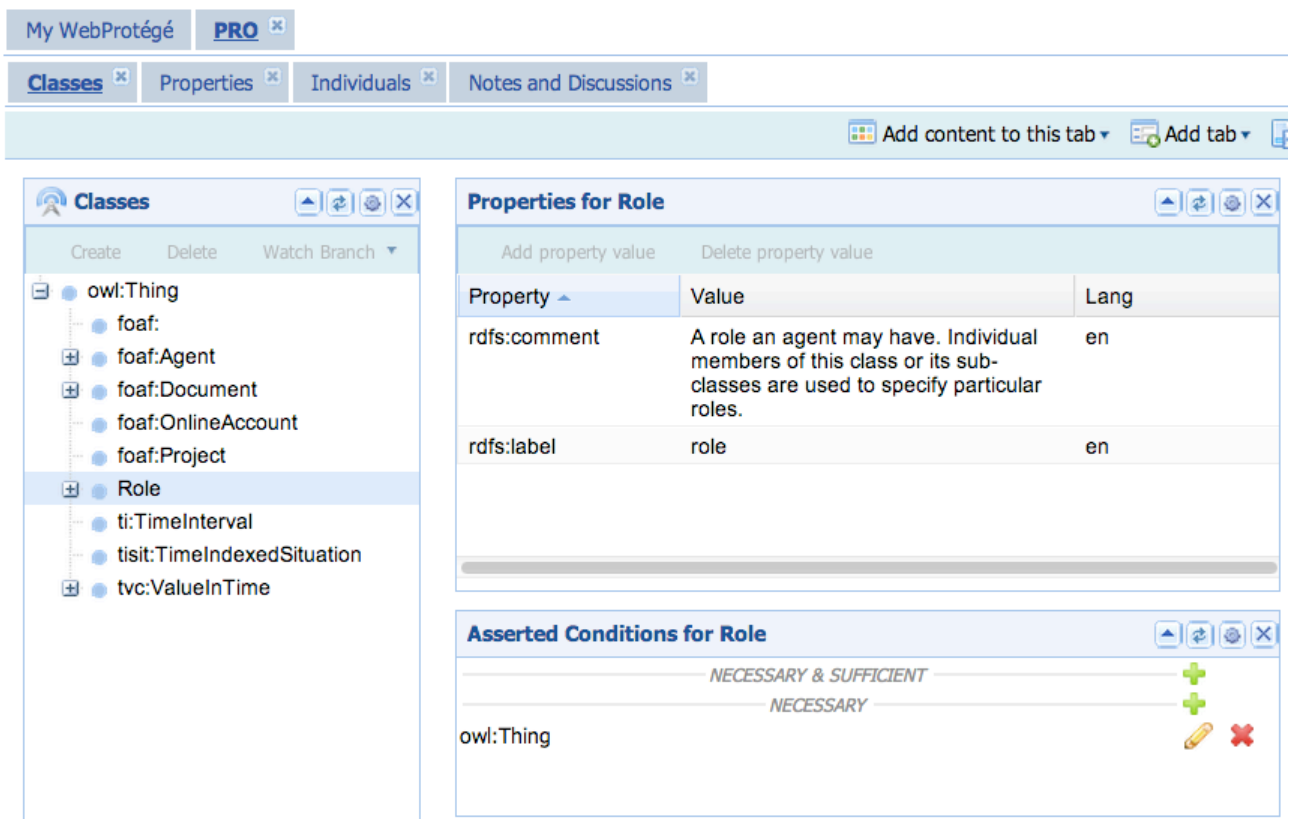 My WebProtégé PRO
Classes Properties Individuals Notes and Discussions
Add content to this tab Add tab
Classes
Create Delete Watch Branch
owl:Thing
foaf:
foaf:Agent
foaf:Document
foaf:OnlineAccount
foaf:Project
Role
ti:TimeInterval
tisit:TimeIndexedSituation
tvc:ValueInTime
Properties for Role
Add property value Delete property value
Property Value Lang
rdfs:comment A role an agent may have. Individual en
members of this class or its sub-
classes are used to specify particular
roles.
rdfs:label role en
Asserted Conditions for Role
NECESSARY & SUFFICIENT
NECESSARY
owl:Thing